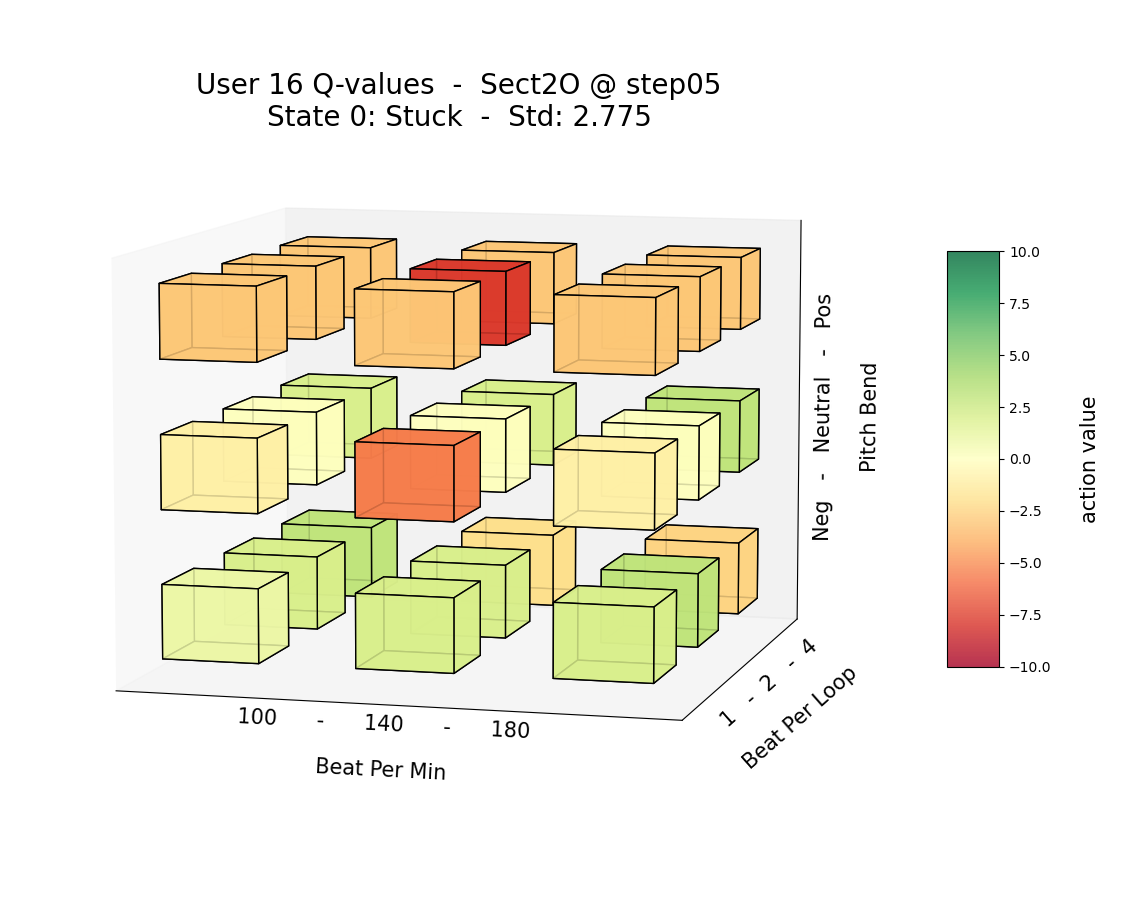 User 16 Q-values  -  Sect2O @ step05
State 0: Stuck  -  Std: 2.775
Neg   -   Neutral   -   Pos
Pitch Bend
1  -  2  -  4
Beat Per Loop
100      -      140      -      180
Beat Per Min
10.0
7.5
5.0
2.5
0.0
−2.5
−5.0
−7.5
−10.0
action value